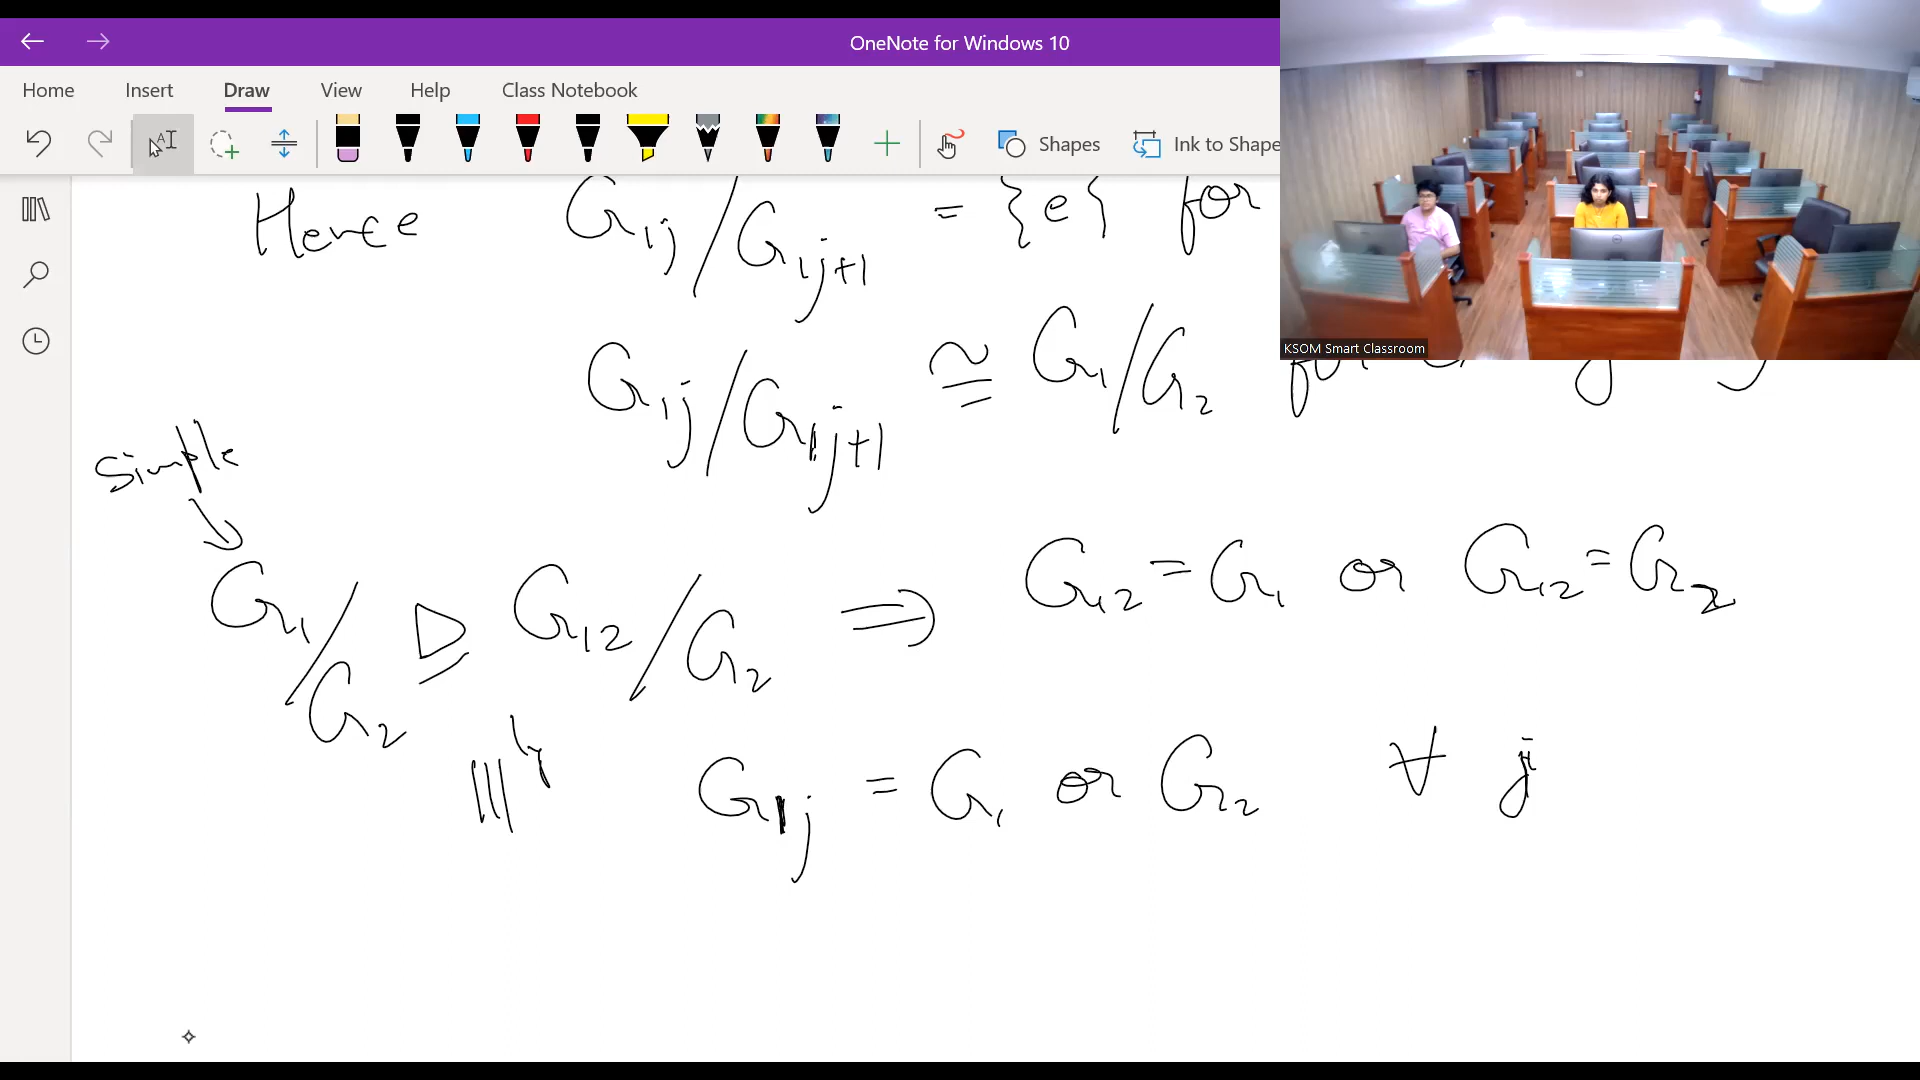 OneNote for Windows 10
Home Insert Draw View Help Class Notebook
Shapes Ink to Shape
KSOM Smart Classroom
Hence G₁ⱼ/G₁ⱼ₊₁ = {e} for
G₁ⱼ/G₁ⱼ₊₁ ≅ G₁/G₂
Simple
↓
G₁/G₂ ⊵ G₁₂/G₂ ⇒ G₁₂ = G₁ or G₁₂ = G₂
|||ly G₁ⱼ = G₁ or G₂ ∀ j